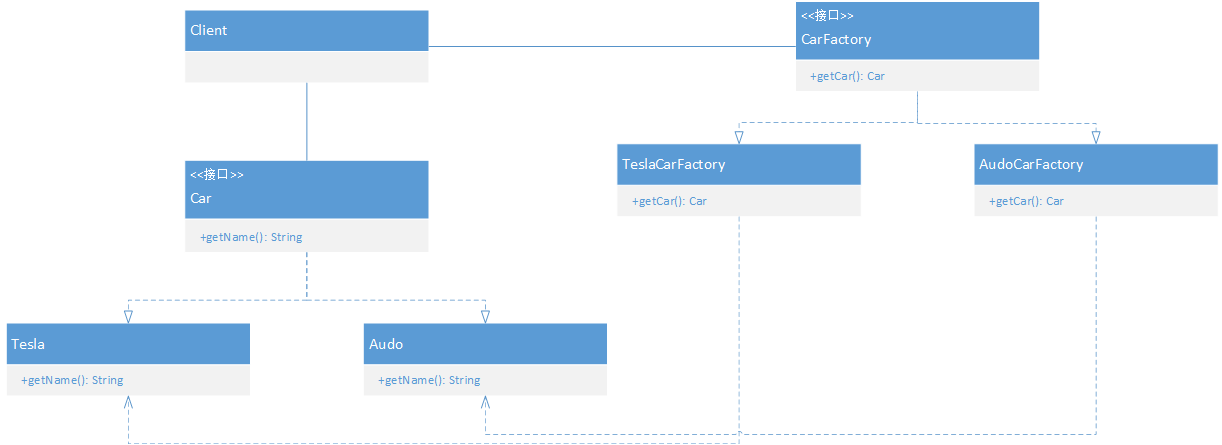 Client
<<接口>>
CarFactory
+getCar(): Car
TeslaCarFactory
+getCar(): Car
AudoCarFactory
+getCar(): Car
<<接口>>
Car
+getName(): String
Tesla
+getName(): String
Audo
+getName(): String